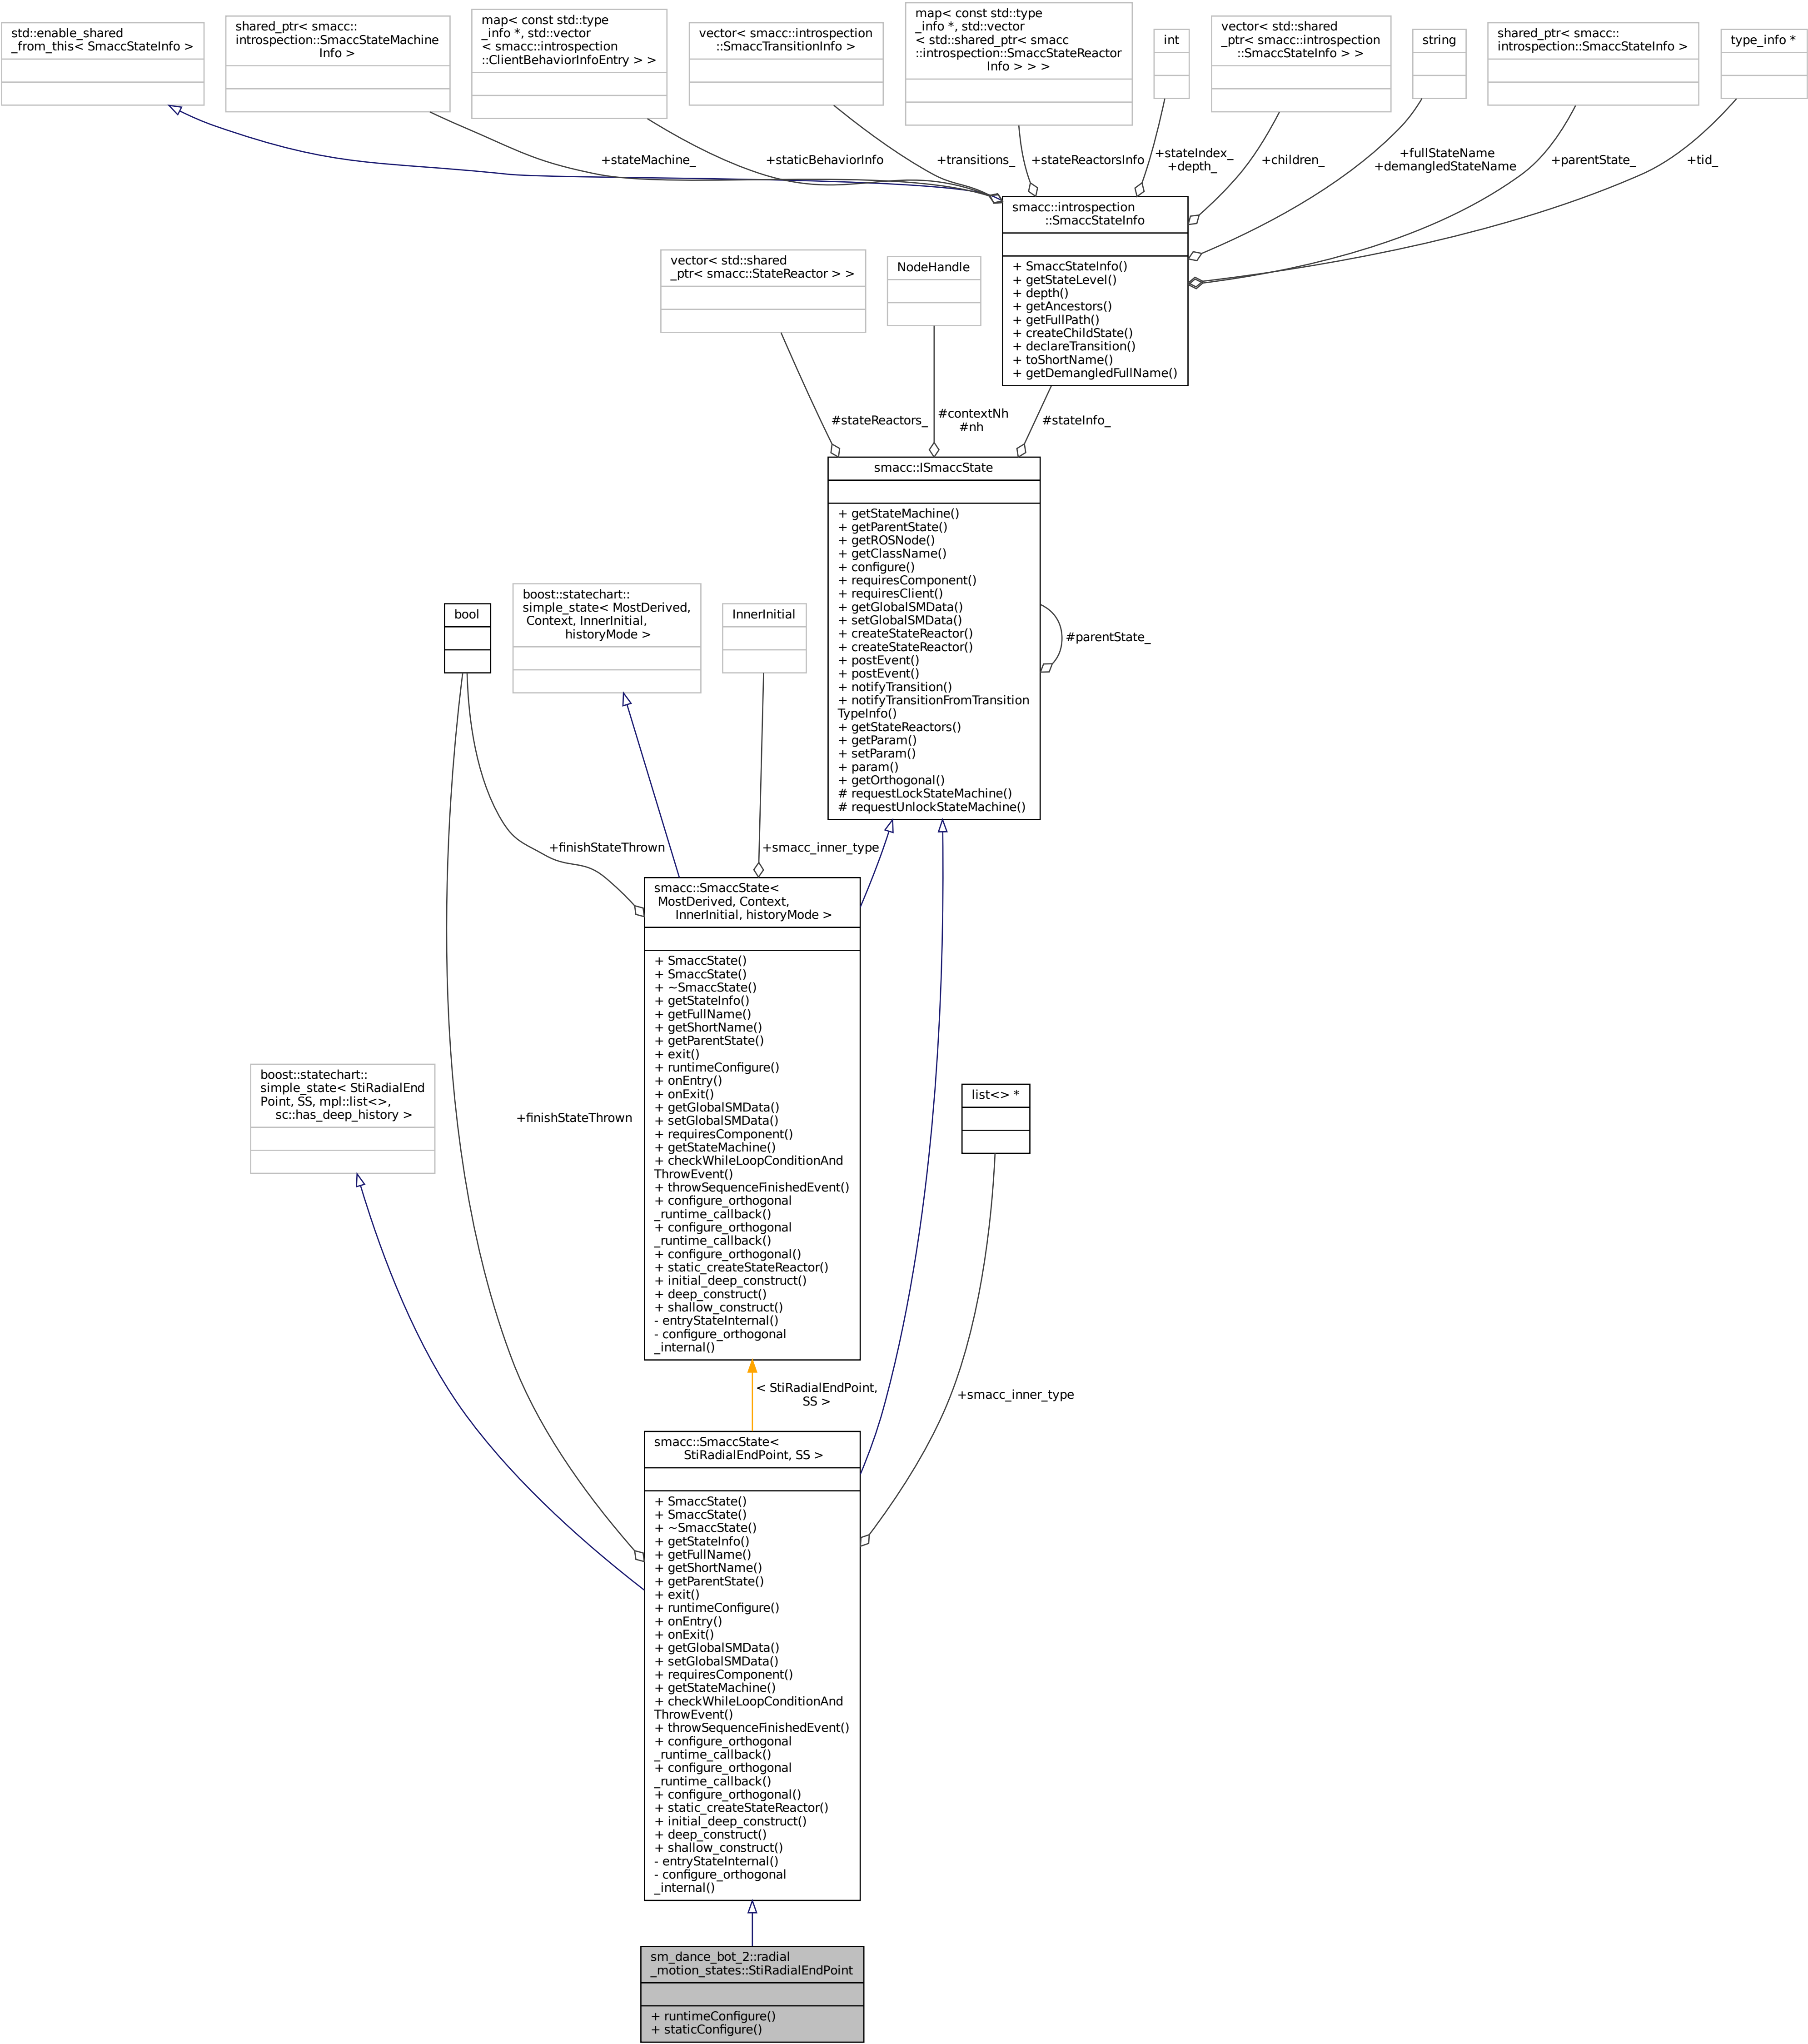 std::enable_shared
_from_this< SmaccStateInfo >
shared_ptr< smacc::
introspection::SmaccStateMachine
Info >
map< const std::type
_info *, std::vector
< smacc::introspection
::ClientBehaviorInfoEntry > >
vector< smacc::introspection
::SmaccTransitionInfo >
map< const std::type
_info *, std::vector
< std::shared_ptr< smacc
::introspection::SmaccStateReactor
Info > > >
int
vector< std::shared
_ptr< smacc::introspection
::SmaccStateInfo > >
string
shared_ptr< smacc::
introspection::SmaccStateInfo >
type_info *
+stateMachine_
+staticBehaviorInfo
+transitions_
+stateReactorsInfo
+stateIndex_
+depth_
+children_
+fullStateName
+demangledStateName
+parentState_
+tid_
smacc::introspection
::SmaccStateInfo
+ SmaccStateInfo()
+ getStateLevel()
+ depth()
+ getAncestors()
+ getFullPath()
+ createChildState()
+ declareTransition()
+ toShortName()
+ getDemangledFullName()
vector< std::shared
_ptr< smacc::StateReactor > >
NodeHandle
#stateReactors_
#contextNh
#nh
#stateInfo_
smacc::ISmaccState
+ getStateMachine()
+ getParentState()
+ getROSNode()
+ getClassName()
+ configure()
+ requiresComponent()
+ requiresClient()
+ getGlobalSMData()
+ setGlobalSMData()
+ createStateReactor()
+ createStateReactor()
+ postEvent()
+ postEvent()
+ notifyTransition()
+ notifyTransitionFromTransition
TypeInfo()
+ getStateReactors()
+ getParam()
+ setParam()
+ param()
+ getOrthogonal()
# requestLockStateMachine()
# requestUnlockStateMachine()
#parentState_
bool
boost::statechart::
simple_state< MostDerived,
Context, InnerInitial,
historyMode >
InnerInitial
+finishStateThrown
+smacc_inner_type
smacc::SmaccState<
MostDerived, Context,
InnerInitial, historyMode >
+ SmaccState()
+ SmaccState()
+ ~SmaccState()
+ getStateInfo()
+ getFullName()
+ getShortName()
+ getParentState()
+ exit()
+ runtimeConfigure()
+ onEntry()
+ onExit()
+ getGlobalSMData()
+ setGlobalSMData()
+ requiresComponent()
+ getStateMachine()
+ checkWhileLoopConditionAnd
ThrowEvent()
+ throwSequenceFinishedEvent()
+ configure_orthogonal
_runtime_callback()
+ configure_orthogonal
_runtime_callback()
+ configure_orthogonal()
+ static_createStateReactor()
+ initial_deep_construct()
+ deep_construct()
+ shallow_construct()
- entryStateInternal()
- configure_orthogonal
_internal()
boost::statechart::
simple_state< StiRadialEnd
Point, SS, mpl::list<>,
sc::has_deep_history >
+finishStateThrown
list<> *
< StiRadialEndPoint,
SS >
+smacc_inner_type
smacc::SmaccState<
StiRadialEndPoint, SS >
+ SmaccState()
+ SmaccState()
+ ~SmaccState()
+ getStateInfo()
+ getFullName()
+ getShortName()
+ getParentState()
+ exit()
+ runtimeConfigure()
+ onEntry()
+ onExit()
+ getGlobalSMData()
+ setGlobalSMData()
+ requiresComponent()
+ getStateMachine()
+ checkWhileLoopConditionAnd
ThrowEvent()
+ throwSequenceFinishedEvent()
+ configure_orthogonal
_runtime_callback()
+ configure_orthogonal
_runtime_callback()
+ configure_orthogonal()
+ static_createStateReactor()
+ initial_deep_construct()
+ deep_construct()
+ shallow_construct()
- entryStateInternal()
- configure_orthogonal
_internal()
sm_dance_bot_2::radial
_motion_states::StiRadialEndPoint
+ runtimeConfigure()
+ staticConfigure()